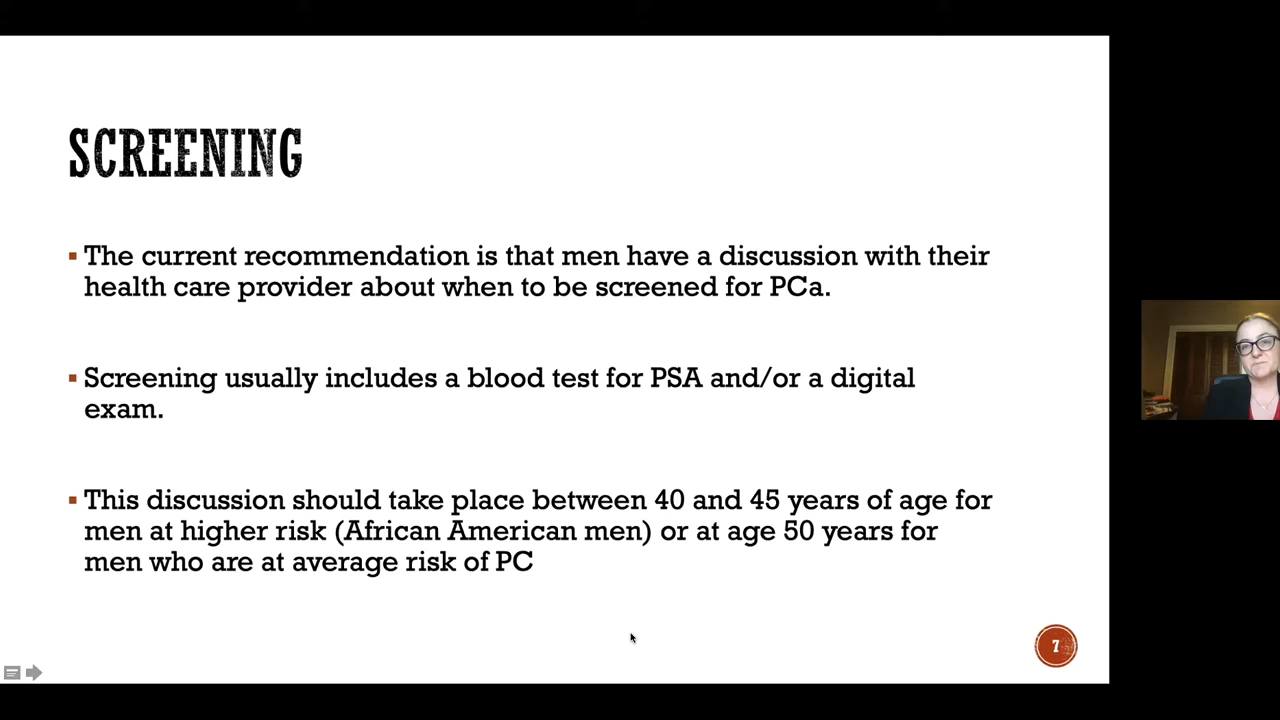 SCREENING
▪ The current recommendation is that men have a discussion with their
health care provider about when to be screened for PCa.
▪ Screening usually includes a blood test for PSA and/or a digital
exam.
▪ This discussion should take place between 40 and 45 years of age for
men at higher risk (African American men) or at age 50 years for
men who are at average risk of PC
7